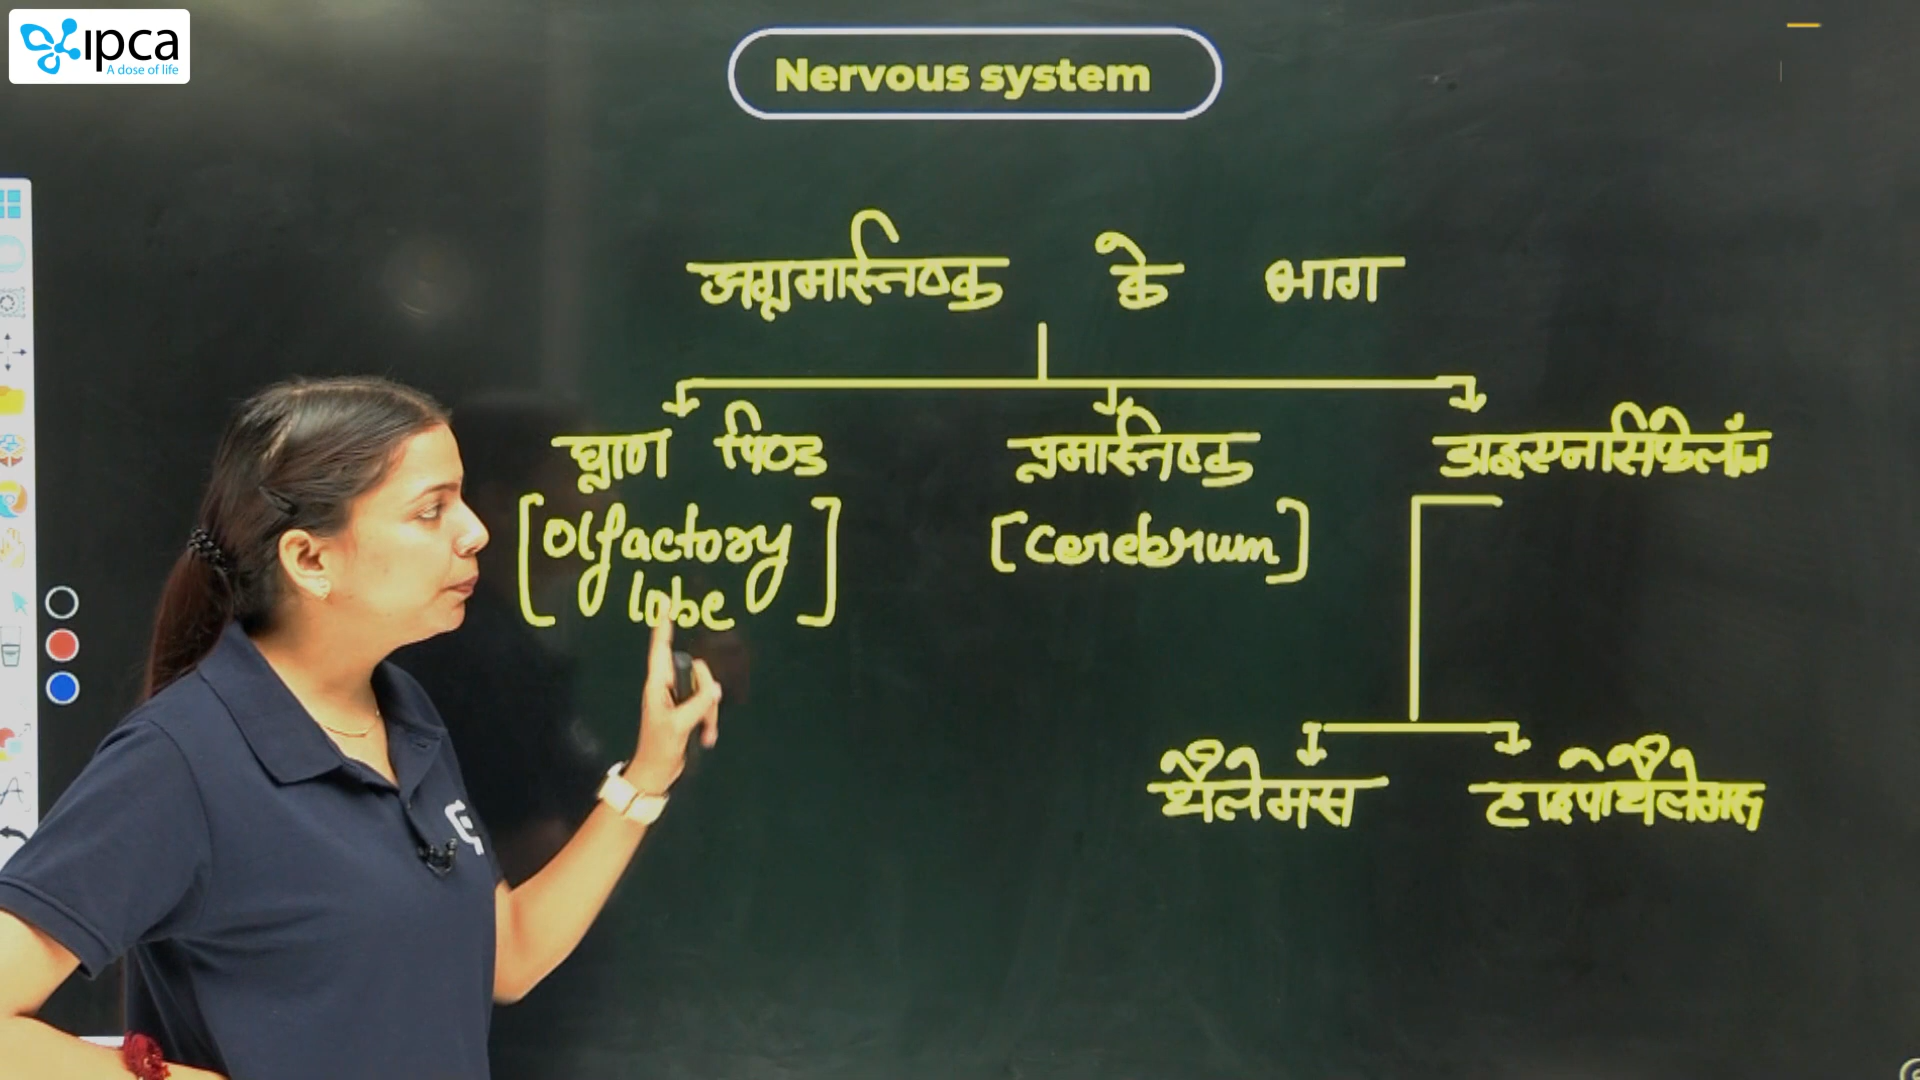 ipca
A dose of life
Nervous system
अग्रमस्तिष्क के भाग
घ्राण पिण्ड
प्रमस्तिष्क
डाइएनसिफेलॉन
[Olfactory lobe]
[Cerebrum]
थैलेमस
हाइपोथैलेमस